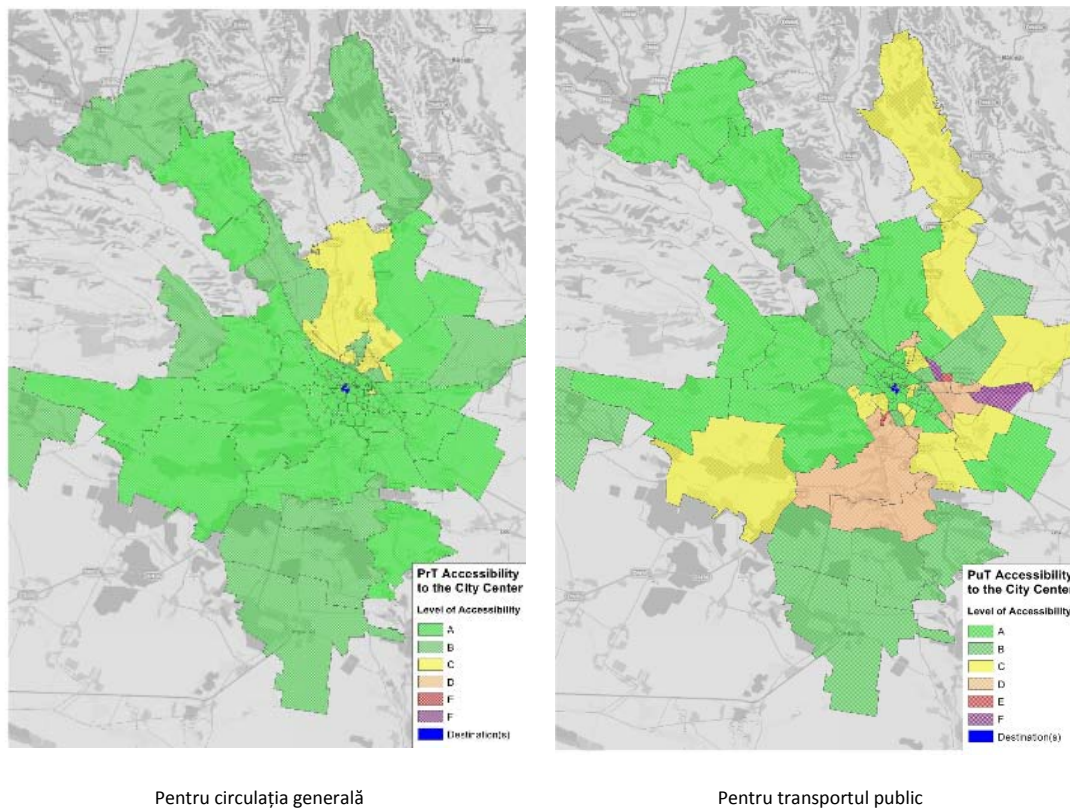 PrT Accessibility
to the City Center
Level of Accessibility
A
B
C
D
F
F
Destination(s)
PuT Accessibility
to the City Center
Level of Accessibility
A
B
C
D
E
F
Destination(s)
Pentru circulația generală
Pentru transportul public